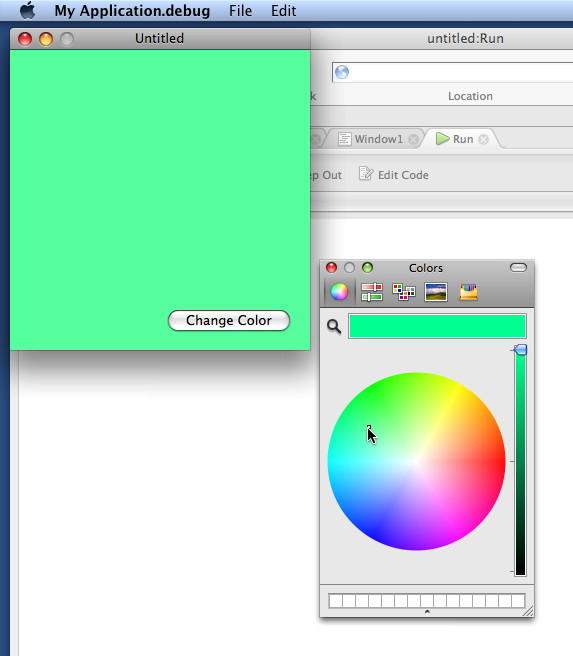 My Application.debug File Edit
Untitled
untitled:Run
k
Location
Window1 Run
ep Out Edit Code
Colors
Change Color